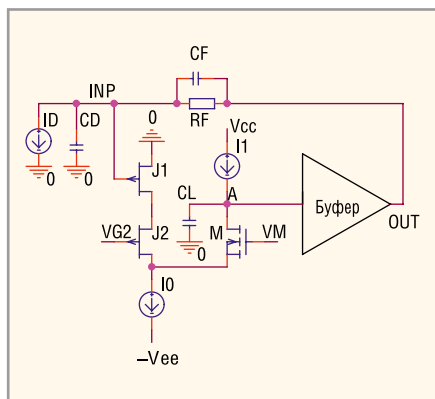 CF
INP
0
RF
Vcc
ID
CD
I1
J1
0
0
CL
A
Буфер
VG2
J2
M
VM
OUT
0
I0
–Vee